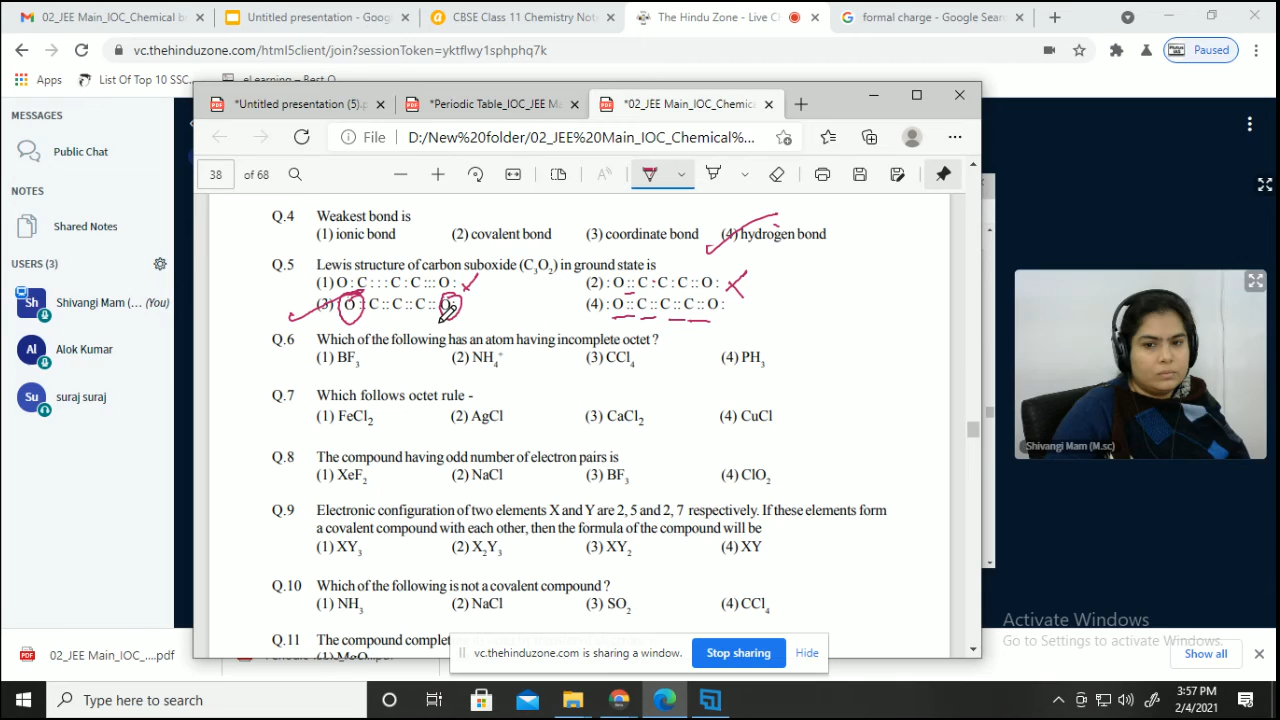 02_JEE Main_IOC_Chemical b
Untitled presentation - Goog
CBSE Class 11 Chemistry Note
The Hindu Zone - Live C
formal charge - Google Sear
vc.thehinduzone.com/html5client/join?sessionToken=yktflwy1sphphq7k
Paused
Apps
List Of Top 10 SSC...
eLearning – Best O
MESSAGES
Public Chat
NOTES
Shared Notes
USERS (3)
Sh Shivangi Mam (... (You)
Al Alok Kumar
Su suraj suraj
*Untitled presentation (5).p
*Periodic Table_IOC_JEE M
*02_JEE Main_IOC_Chemic
File
D:/New%20folder/02_JEE%20Main_IOC_Chemical%...
38 of 68
Q.4 Weakest bond is
(1) ionic bond (2) covalent bond (3) coordinate bond (4) hydrogen bond
Q.5 Lewis structure of carbon suboxide (C₃O₂) in ground state is
(1) O : C : : : C : C ::: O : (2) : O :: C : C : C :: O :
(3) : O :: C :: C :: C :: O : (4) : O :: C :: C :: C :: O :
Q.6 Which of the following has an atom having incomplete octet ?
(1) BF₃ (2) NH₄⁺ (3) CCl₄ (4) PH₃
Q.7 Which follows octet rule -
(1) FeCl₂ (2) AgCl (3) CaCl₂ (4) CuCl
Q.8 The compound having odd number of electron pairs is
(1) XeF₂ (2) NaCl (3) BF₃ (4) ClO₂
Q.9 Electronic configuration of two elements X and Y are 2, 5 and 2, 7 respectively. If these elements form
a covalent compound with each other, then the formula of the compound will be
(1) XY₃ (2) X₂Y₃ (3) XY₂ (4) XY
Q.10 Which of the following is not a covalent compound ?
(1) NH₃ (2) NaCl (3) SO₂ (4) CCl₄
Q.11 The compound comple
vc.thehinduzone.com is sharing a window.
Stop sharing
Hide
Shivangi Mam (M.sc)
Activate Windows
Go to Settings to activate Windows.
02_JEE Main_IOC_....pdf
Show all
Type here to search
3:57 PM
2/4/2021